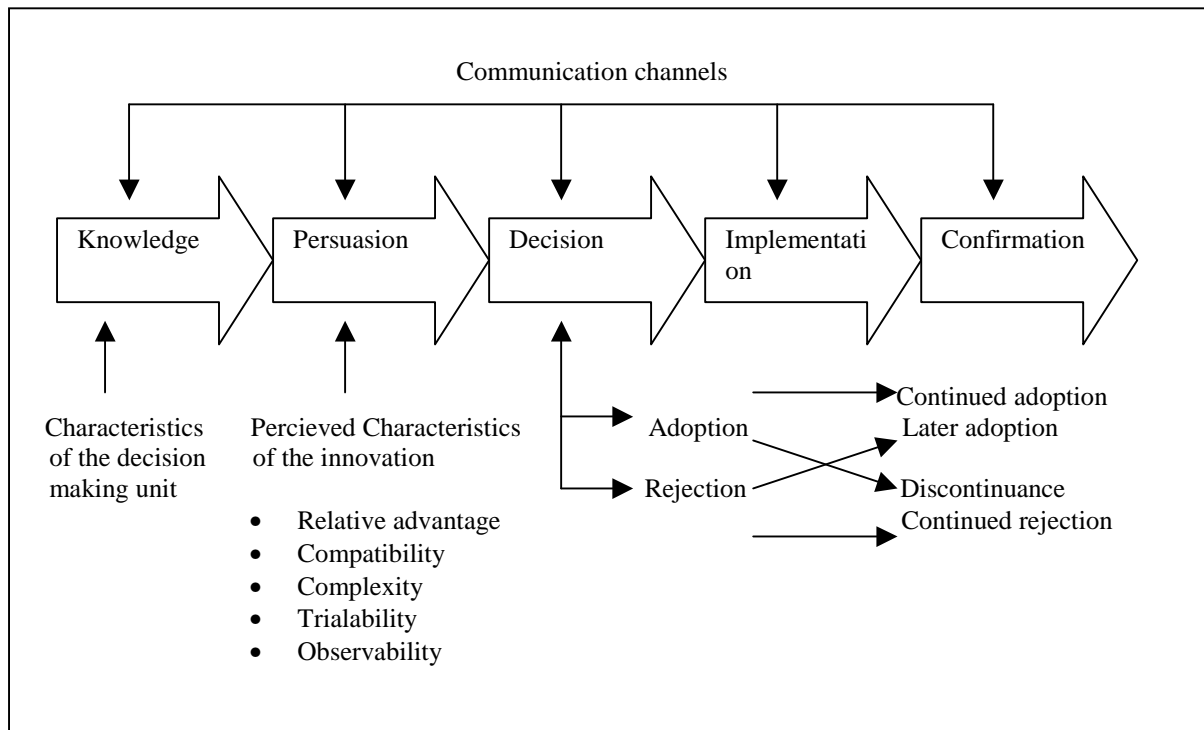 Communication channels
Knowledge
Persuasion
Decision
Implementati
on
Confirmation
Characteristics
of the decision
making unit
Percieved Characteristics
of the innovation
• Relative advantage
• Compatibility
• Complexity
• Trialability
• Observability
Adoption
Rejection
Continued adoption
Later adoption
Discontinuance
Continued rejection